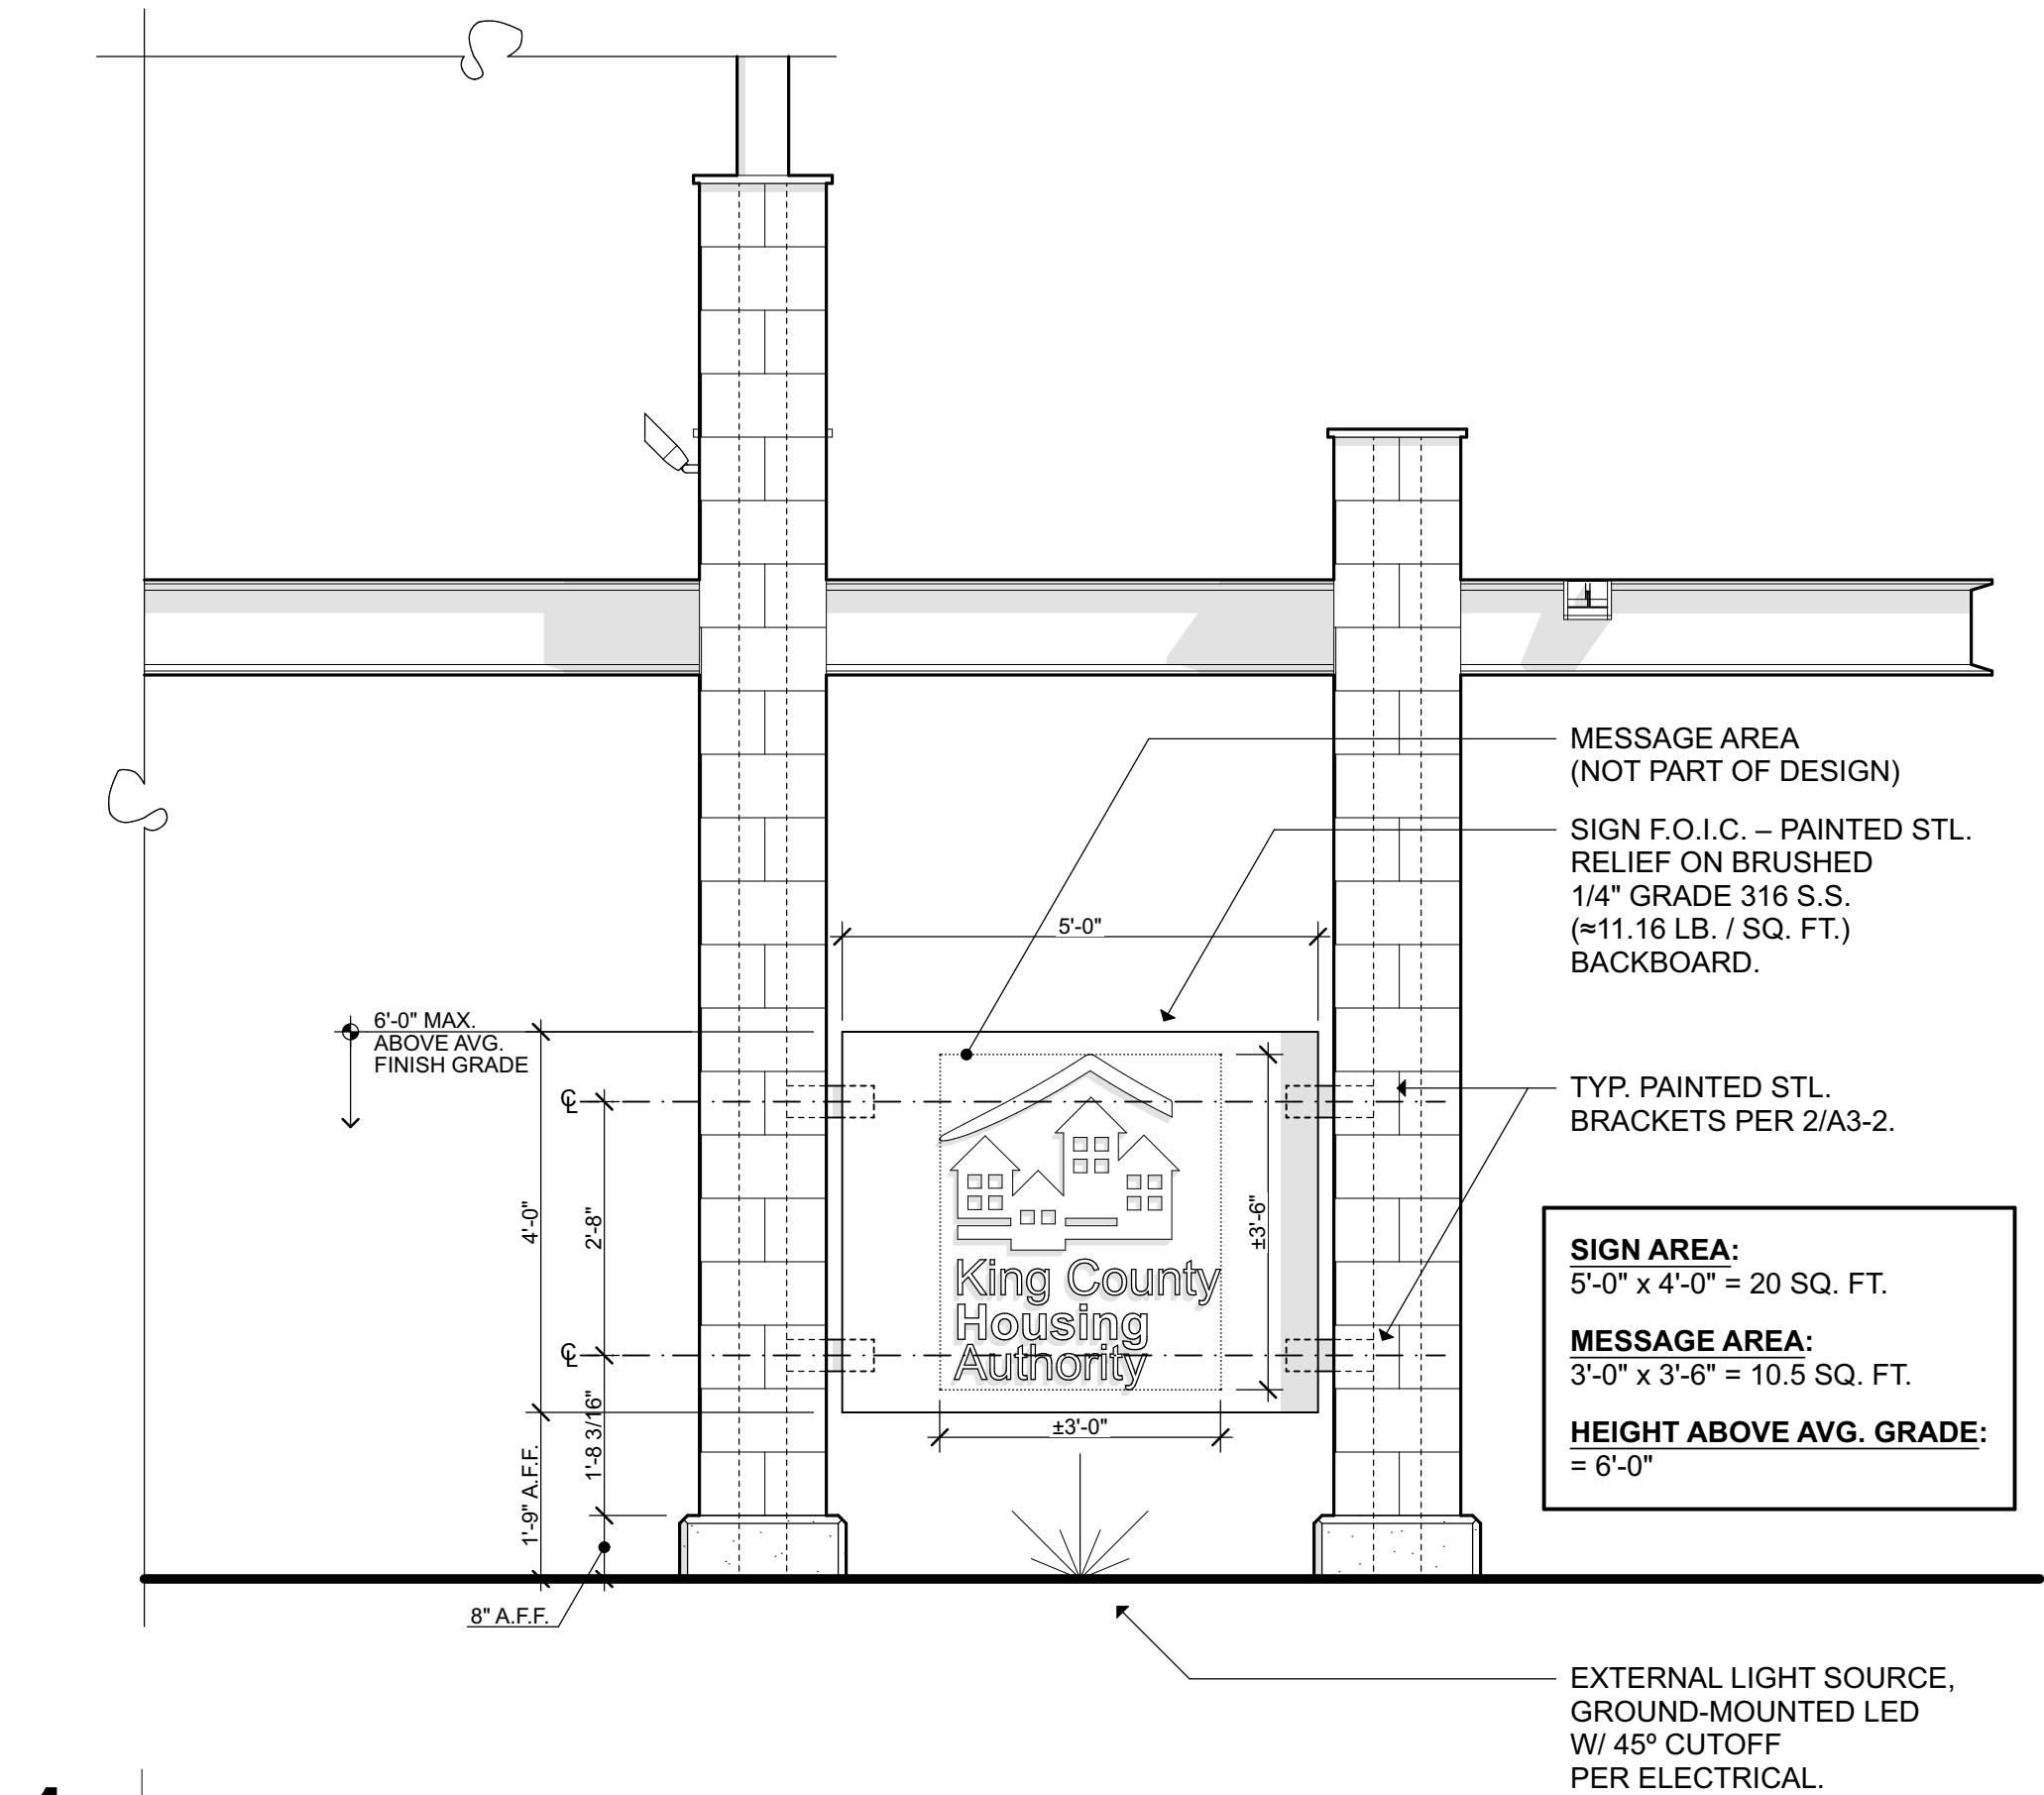 MESSAGE AREA
(NOT PART OF DESIGN)
SIGN F.O.I.C. – PAINTED STL.
RELIEF ON BRUSHED
1/4" GRADE 316 S.S.
(≈11.16 LB. / SQ. FT.)
BACKBOARD.
5'-0"
6'-0" MAX.
ABOVE AVG.
FINISH GRADE
℄
TYP. PAINTED STL.
BRACKETS PER 2/A3-2.
4'-0"
2'-8"
±3'-6"
King County
Housing
Authority
℄
SIGN AREA:
5'-0" x 4'-0" = 20 SQ. FT.
MESSAGE AREA:
3'-0" x 3'-6" = 10.5 SQ. FT.
HEIGHT ABOVE AVG. GRADE:
= 6'-0"
±3'-0"
1'-9" A.F.F.
1'-8 3/16"
8" A.F.F.
EXTERNAL LIGHT SOURCE,
GROUND-MOUNTED LED
W/ 45º CUTOFF
PER ELECTRICAL.